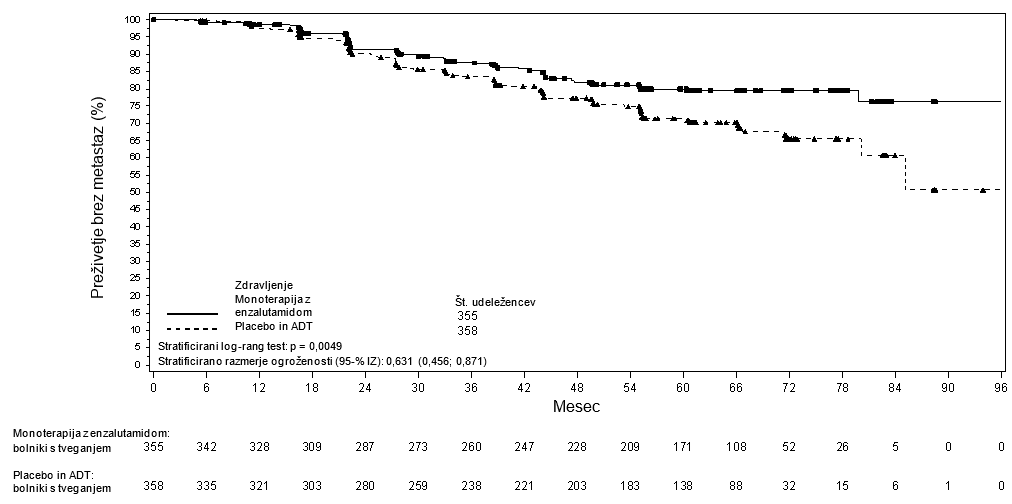 Preživetje brez metastaz (%)
100
95
90
85
80
75
70
65
60
55
50
45
40
35
30
25
20
15
10
5
0
Zdravljenje
Št. udeležencev
Monoterapija z
enzalutamidom 355
Placebo in ADT 358
Stratificirani log-rang test: p = 0,0049
Stratificirano razmerje ogroženosti (95-% IZ): 0,631 (0,456; 0,871)
0 6 12 18 24 30 36 42 48 54 60 66 72 78 84 90 96
Mesec
Monoterapija z enzalutamidom:
bolniki s tveganjem 355 342 328 309 287 273 260 247 228 209 171 108 52 26 5 0 0
Placebo in ADT:
bolniki s tveganjem 358 335 321 303 280 259 238 221 203 183 138 88 32 15 6 1 0